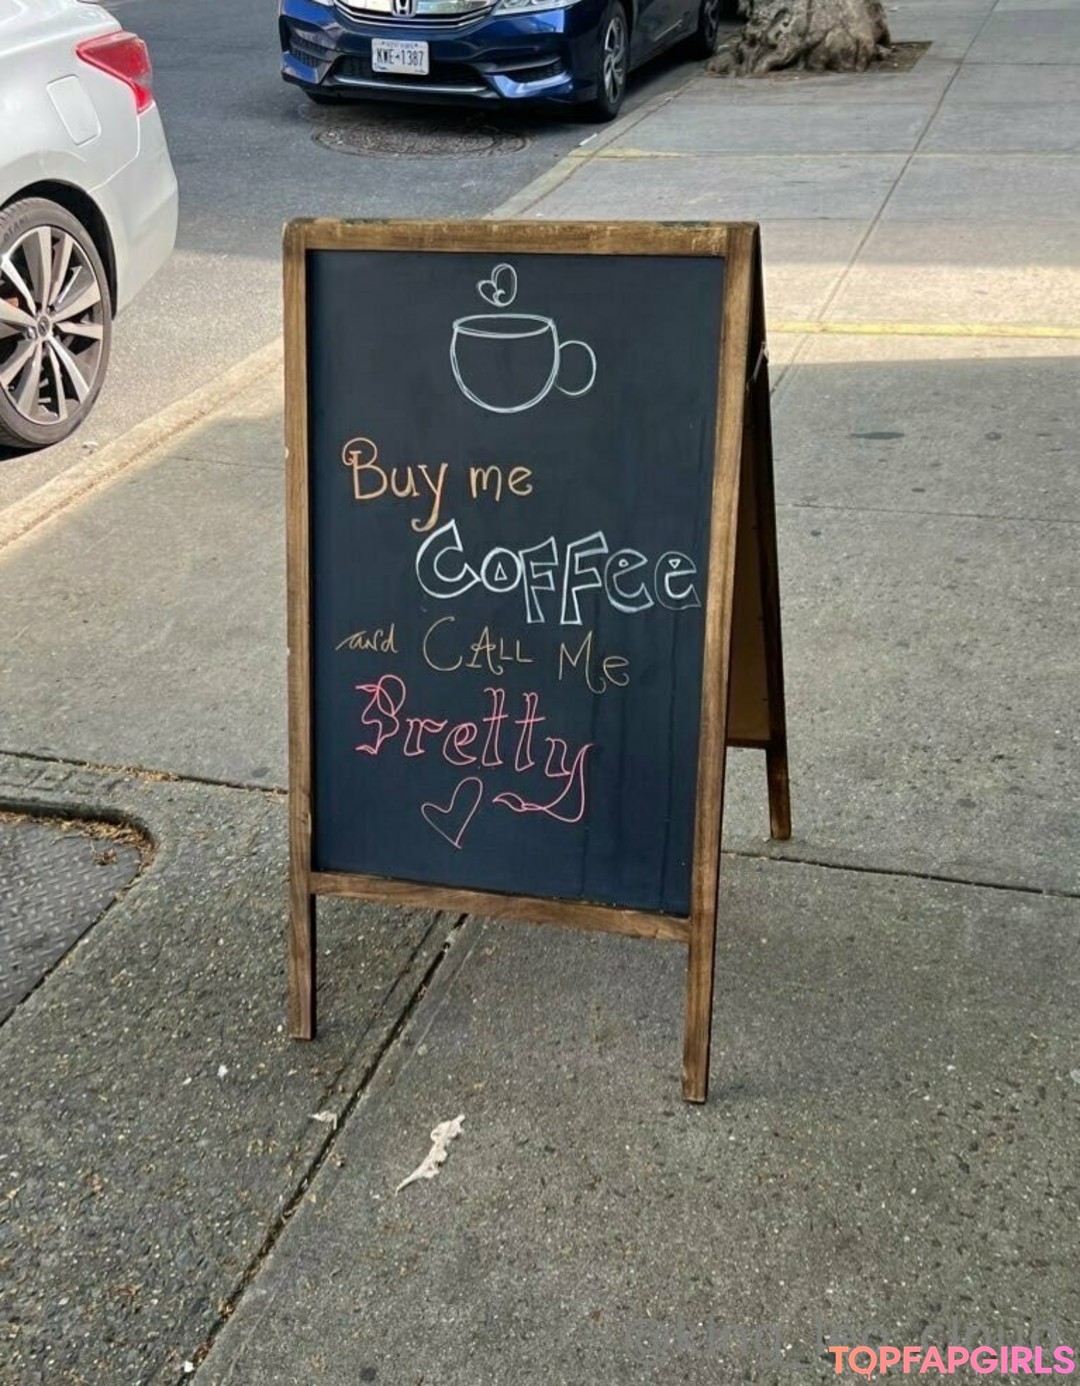 KWE-1387
Buy me
COFFee
and CALL Me
Pretty
TOPFAPGIRLS